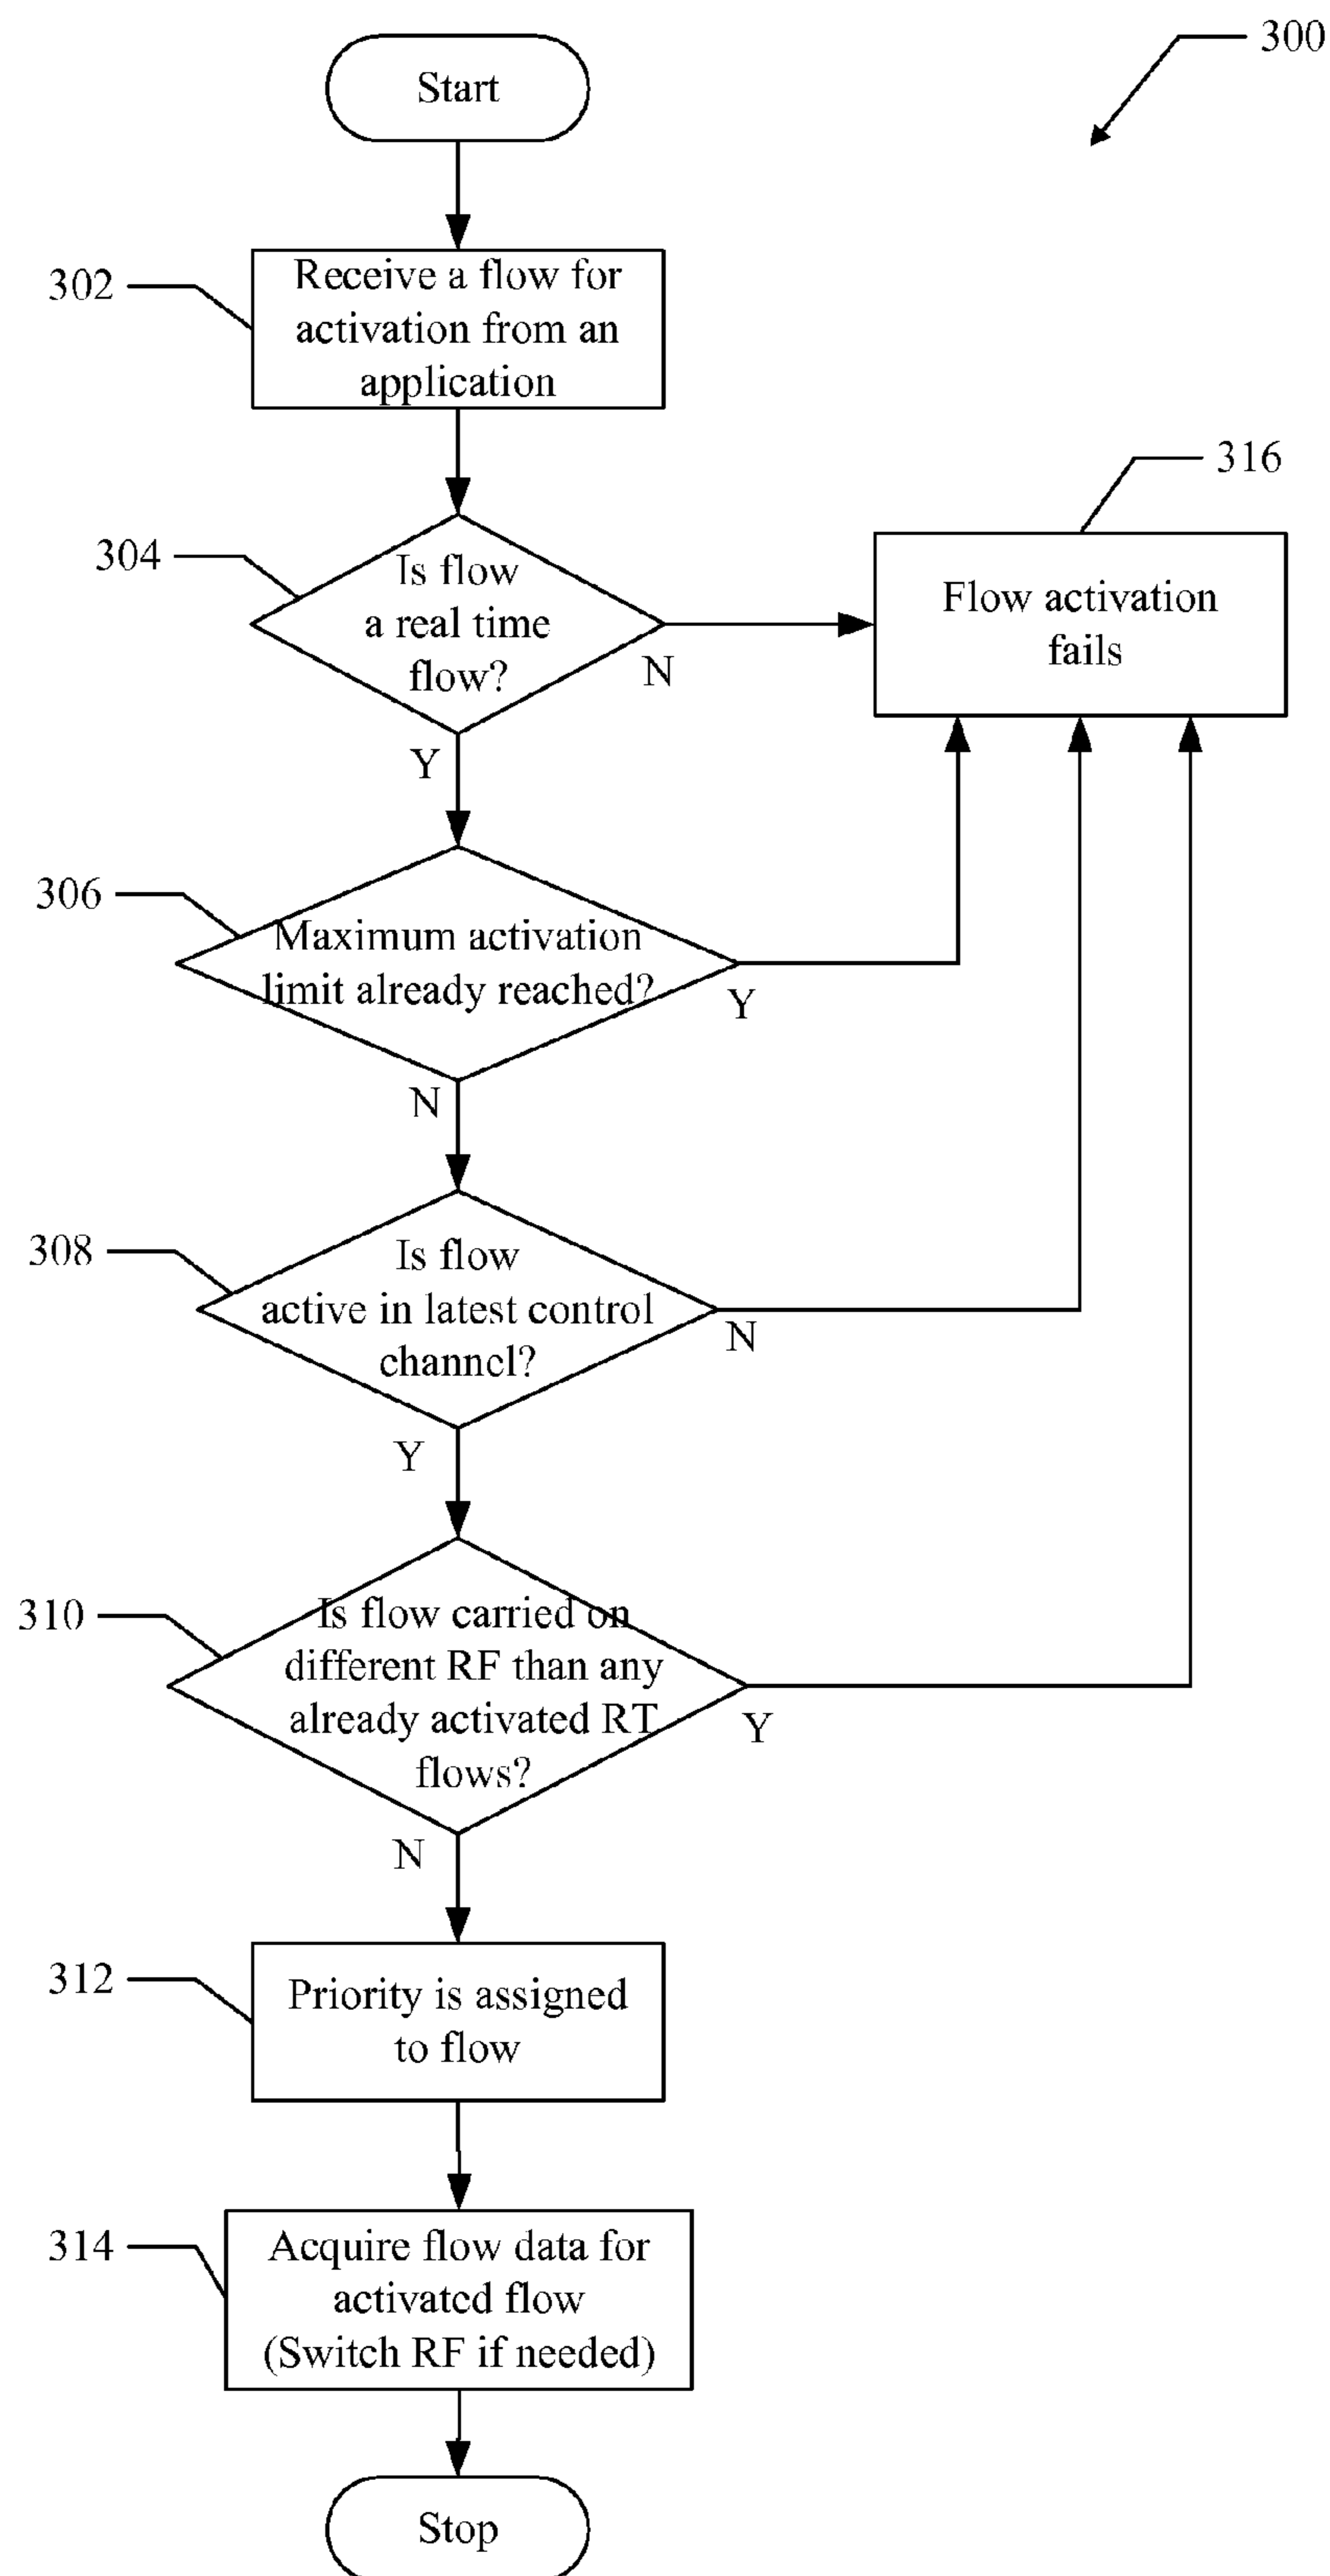 300
Start
302
Receive a flow for
activation from an
application
316
304
Is flow
a real time
flow?
N
Flow activation
fails
Y
306
Maximum activation
limit already reached?
Y
N
308
Is flow
active in latest control
channel?
N
Y
310
Is flow carried on
different RF than any
already activated RT
flows?
Y
N
312
Priority is assigned
to flow
314
Acquire flow data for
activated flow
(Switch RF if needed)
Stop